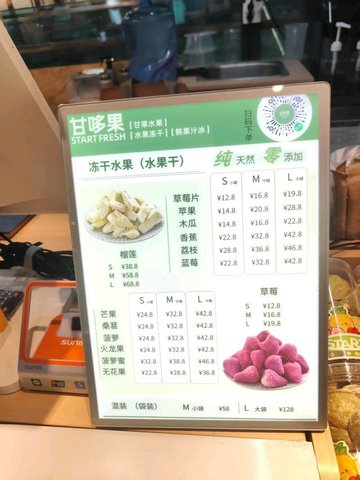 甘哆果
START FRESH
【甘草水果】
【水果冻干】【鲜果汁冰】
扫码下单
冻干水果（水果干）
纯 天然 零 添加
S 小罐 M 中罐 L 大罐
草莓片 ¥12.8 ¥16.8 ¥19.8
苹果 ¥14.8 ¥20.8 ¥28.8
木瓜 ¥14.8 ¥28.8 ¥38.8
香蕉 ¥22.8 ¥32.8 ¥42.8
荔枝 ¥28.8 ¥36.8 ¥46.8
蓝莓 ¥22.8 ¥32.8 ¥42.8
榴莲
S ¥38.8
M ¥58.8
L ¥68.8
S 小罐 M 中罐 L 大罐
芒果 ¥24.8 ¥32.8 ¥42.8
桑葚 ¥24.8 ¥32.8 ¥42.8
菠萝 ¥24.8 ¥32.8 ¥42.8
火龙果 ¥24.8 ¥32.8 ¥42.8
菠萝蜜 ¥32.8 ¥38.8 ¥46.8
无花果 ¥22.8 ¥28.8 ¥36.8
草莓
S ¥12.8
M ¥16.8
L ¥19.8
混装 （袋装） M 小袋 ¥58 L 大袋 ¥128
SUNMI
START